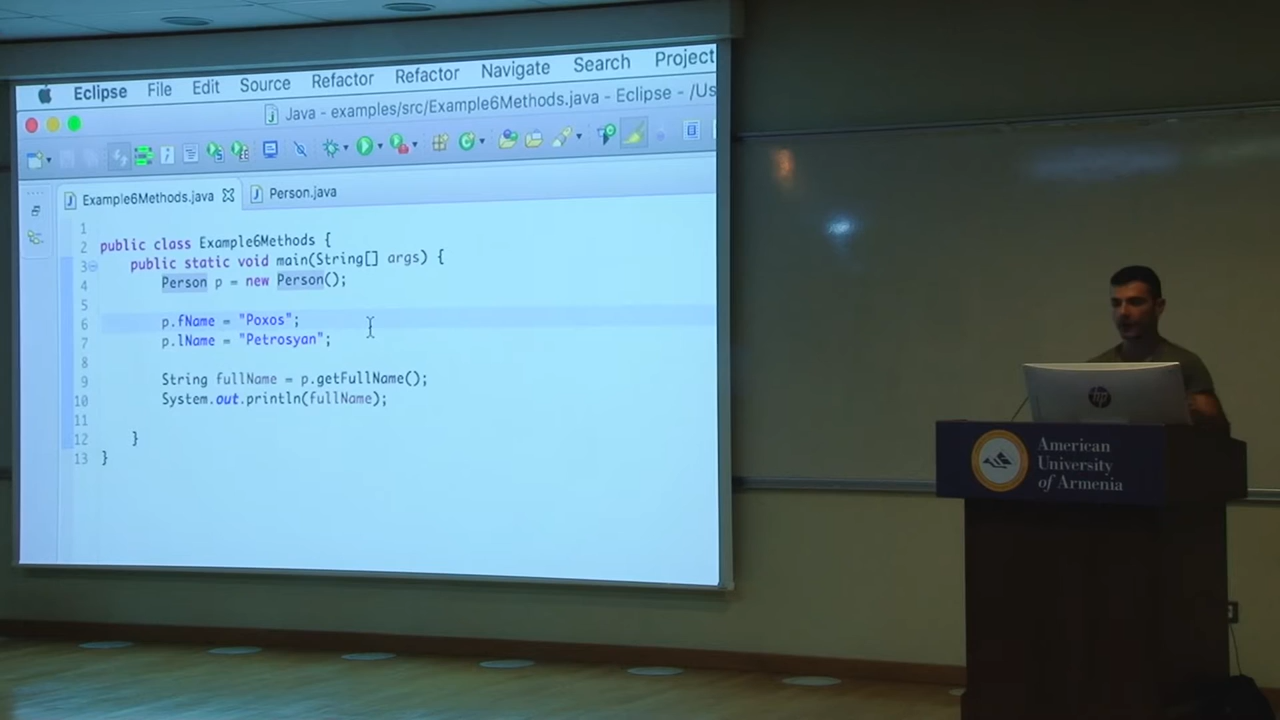 Eclipse File Edit Source Refactor Refactor Navigate Search Project
Java - examples/src/Example6Methods.java - Eclipse - /Us
Example6Methods.java Person.java
1
2 public class Example6Methods {
3 public static void main(String[] args) {
4 Person p = new Person();
5
6 p.fName = "Poxos";
7 p.lName = "Petrosyan";
8
9 String fullName = p.getFullName();
10 System.out.println(fullName);
11
12 }
13 }
hp
American
University
of Armenia